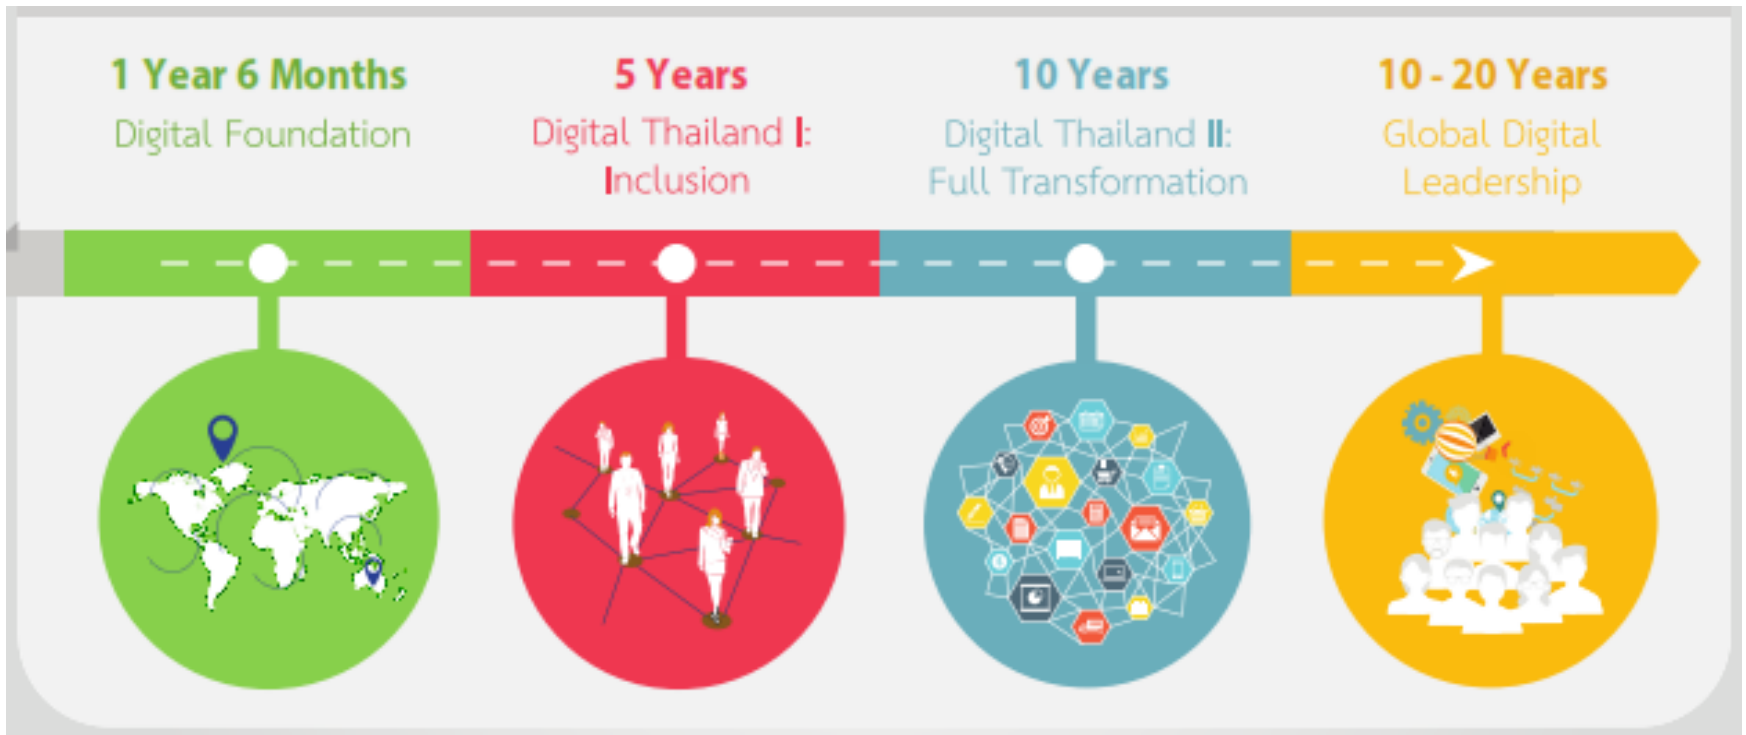 1 Year 6 Months
Digital Foundation
5 Years
Digital Thailand I:
Inclusion
10 Years
Digital Thailand II:
Full Transformation
10 - 20 Years
Global Digital
Leadership